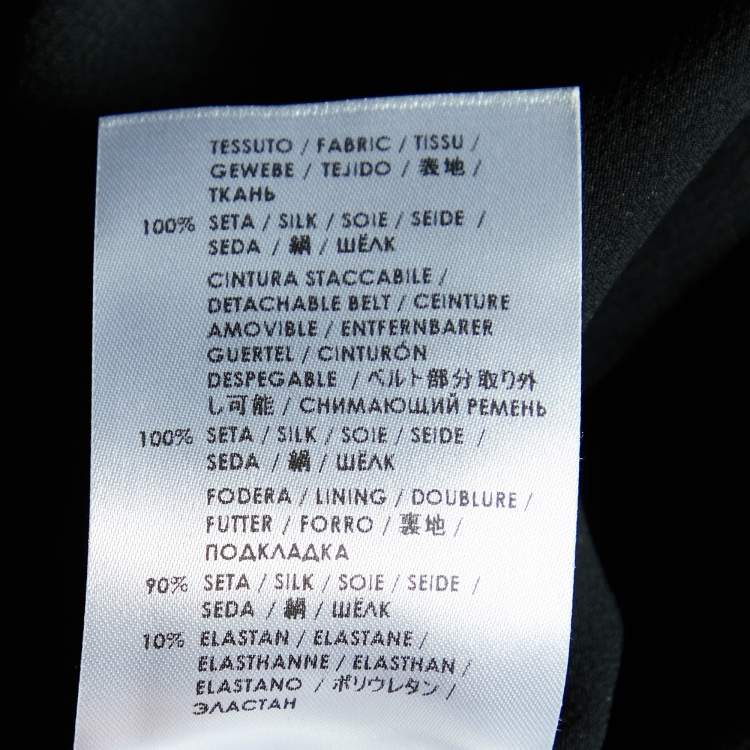 TESSUTO / FABRIC / TISSU /
GEWEBE / TEJIDO / 表地 /
ТКАНЬ
100% SETA / SILK / SOIE / SEIDE /
SEDA / 絹 / ШЁЛК
CINTURA STACCABILE /
DETACHABLE BELT / CEINTURE
AMOVIBLE / ENTFERNBARER
GUERTEL / CINTURÓN
DESPEGABLE / ベルト部分取り外
し可能 / СНИМАЮЩИЙ РЕМЕНЬ
100% SETA / SILK / SOIE / SEIDE /
SEDA / 絹 / ШЁЛК
FODERA / LINING / DOUBLURE /
FUTTER / FORRO / 裏地 /
ПОДКЛАДКА
90% SETA / SILK / SOIE / SEIDE /
SEDA / 絹 / ШЁЛК
10% ELASTAN / ELASTANE /
ELASTHANNE / ELASTHAN /
ELASTANO / ポリウレタン /
ЭЛАСТАН